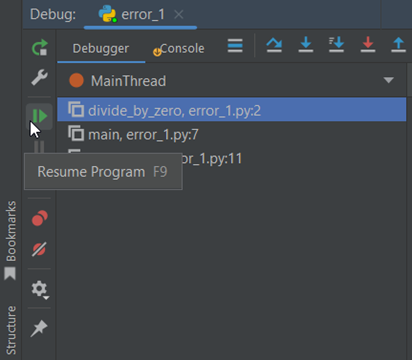 Debug: error_1
Debugger Console
MainThread
divide_by_zero, error_1.py:2
main, error_1.py:7
r_1.py:11
Resume Program F9
Bookmarks
Structure